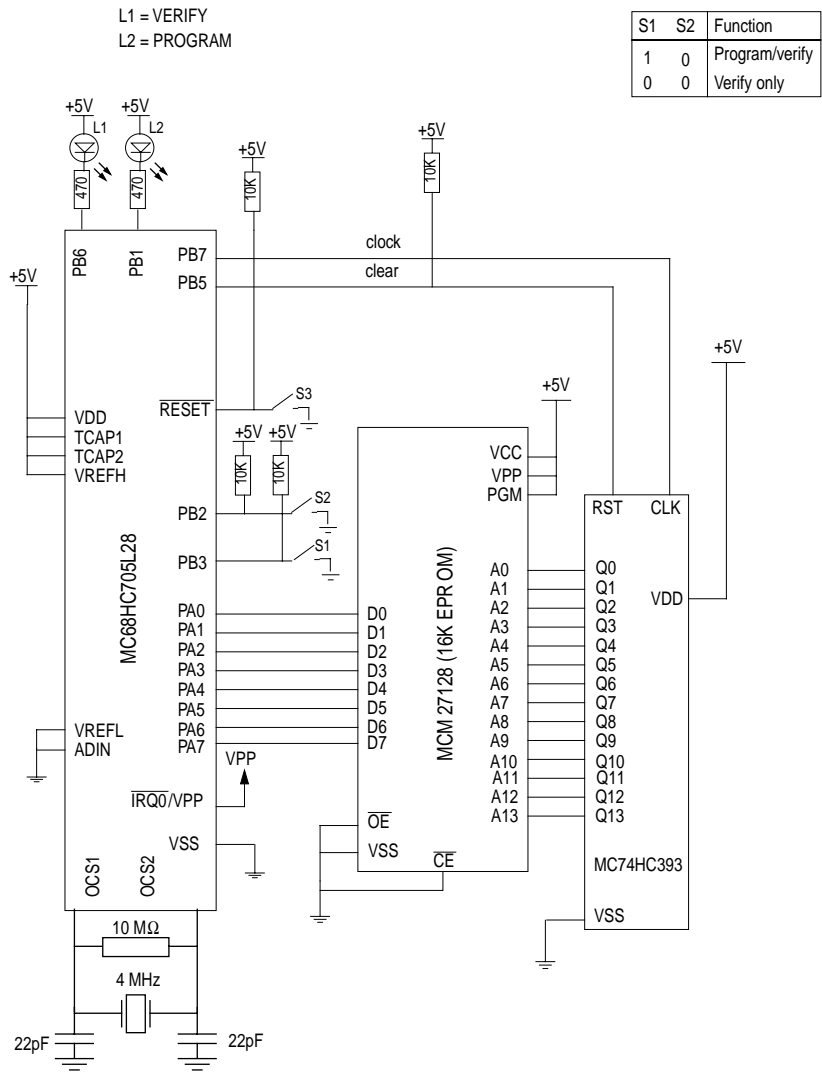 L1 = VERIFY
L2 = PROGRAM
S1 S2 Function
1 0 Program/verify
0 0 Verify only
+5V +5V
L1 L2
470 470
+5V
10K
+5V
10K
PB6 PB1 PB7
PB5
clock
clear
+5V
+5V
+5V
RESET
S3
VDD
TCAP1
TCAP2
VREFH
+5V +5V
10K 10K
PB2
S2
PB3
S1
MC68HC705L28
PA0
PA1
PA2
PA3
PA4
PA5
PA6
PA7
VREFL
ADIN
VPP
IRQ0/VPP
VSS
OCS1 OCS2
10 MΩ
4 MHz
22pF 22pF
VCC
VPP
PGM
MCM 27128 (16K EPR OM)
D0
D1
D2
D3
D4
D5
D6
D7
A0
A1
A2
A3
A4
A5
A6
A7
A8
A9
A10
A11
A12
A13
OE
VSS
CE
RST CLK
Q0
Q1
Q2
Q3
Q4
Q5
Q6
Q7
Q8
Q9
Q10
Q11
Q12
Q13
VDD
MC74HC393
VSS